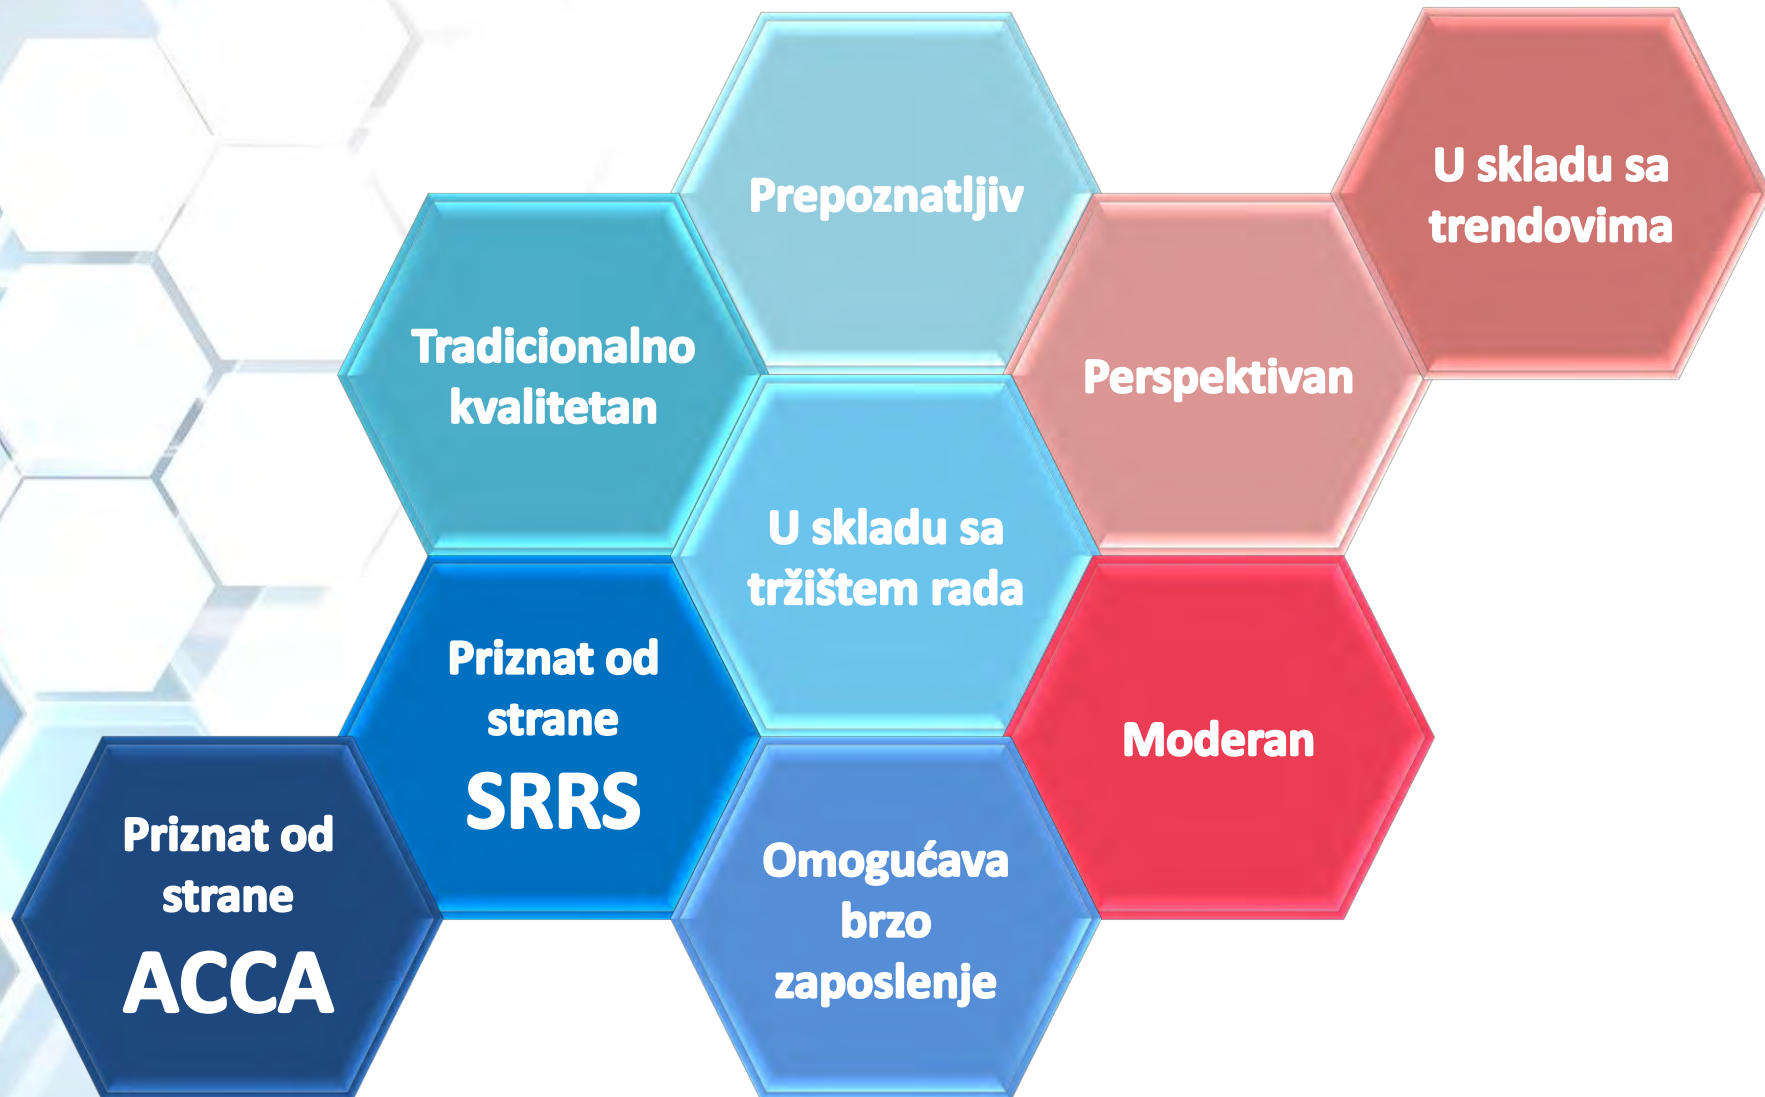 Prepoznatljiv
U skladu sa
trendovima
Tradicionalno
kvalitetan
Perspektivan
U skladu sa
tržištem rada
Priznat od
strane
SRRS
Moderan
Priznat od
strane
ACCA
Omogućava
brzo
zaposlenje